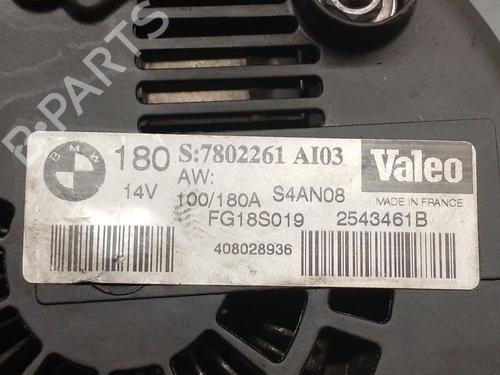 B-PARTS
BMW
180 S:7802261 AI03
Valeo
14V
AW:
100/180A
S4AN08
MADE IN FRANCE
FG18S019
2543461B
408028936